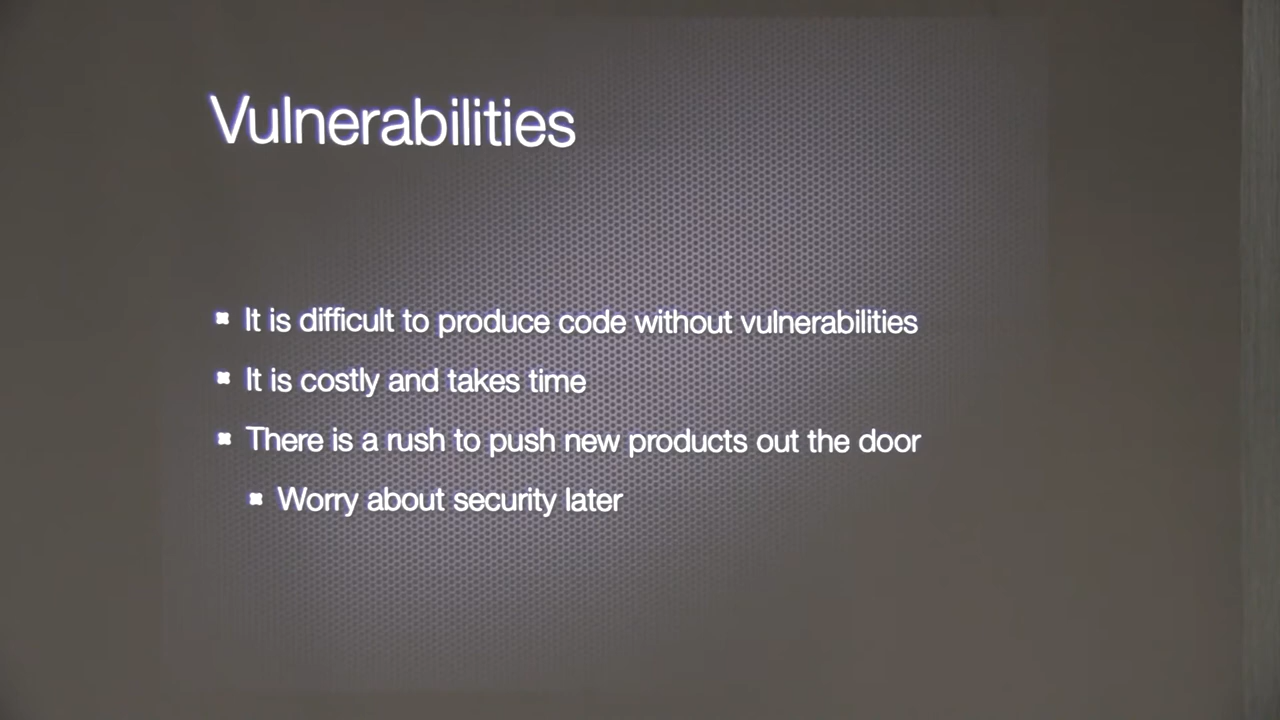 Vulnerabilities
It is difficult to produce code without vulnerabilities
It is costly and takes time
There is a rush to push new products out the door
Worry about security later